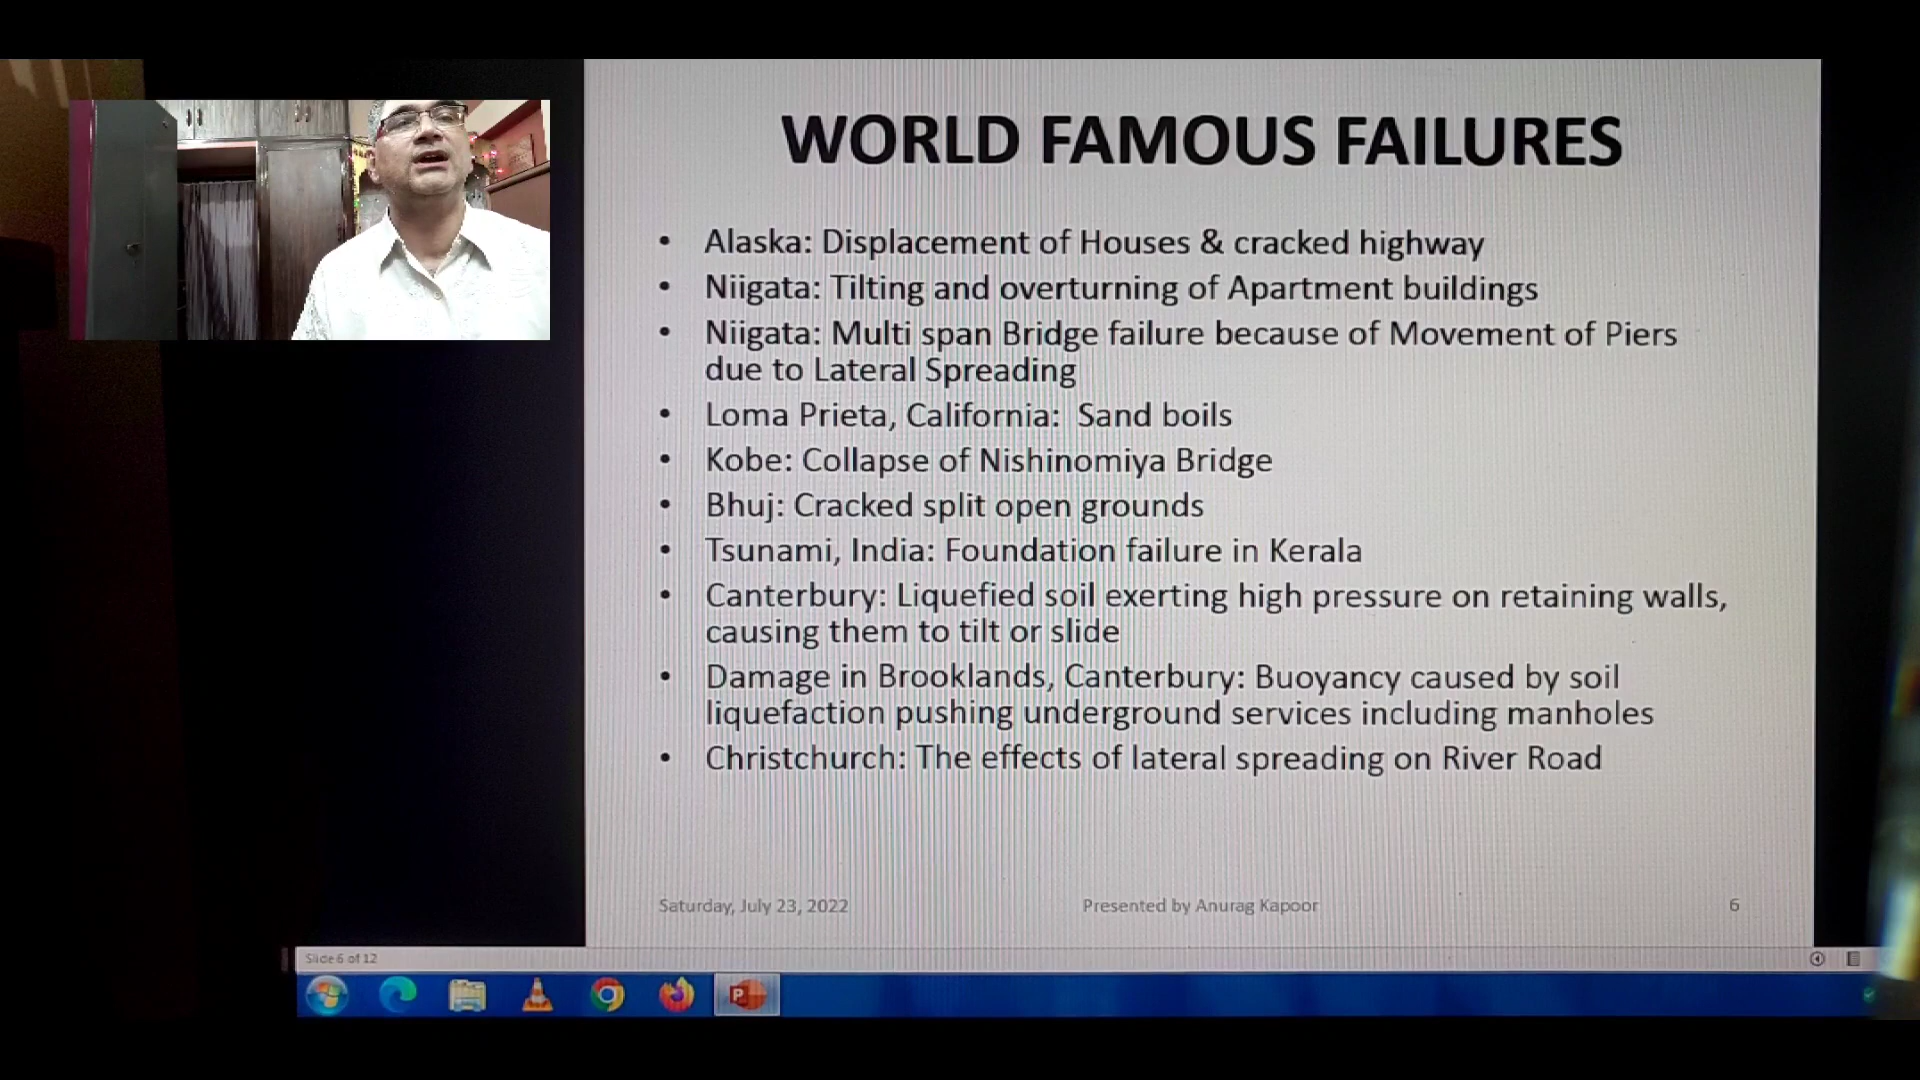 WORLD FAMOUS FAILURES
• Alaska: Displacement of Houses & cracked highway
• Niigata: Tilting and overturning of Apartment buildings
• Niigata: Multi span Bridge failure because of Movement of Piers
due to Lateral Spreading
• Loma Prieta, California: Sand boils
• Kobe: Collapse of Nishinomiya Bridge
• Bhuj: Cracked split open grounds
• Tsunami, India: Foundation failure in Kerala
• Canterbury: Liquefied soil exerting high pressure on retaining walls,
causing them to tilt or slide
• Damage in Brooklands, Canterbury: Buoyancy caused by soil
liquefaction pushing underground services including manholes
• Christchurch: The effects of lateral spreading on River Road
Saturday, July 23, 2022
Presented by Anurag Kapoor
6
Slide 6 of 12